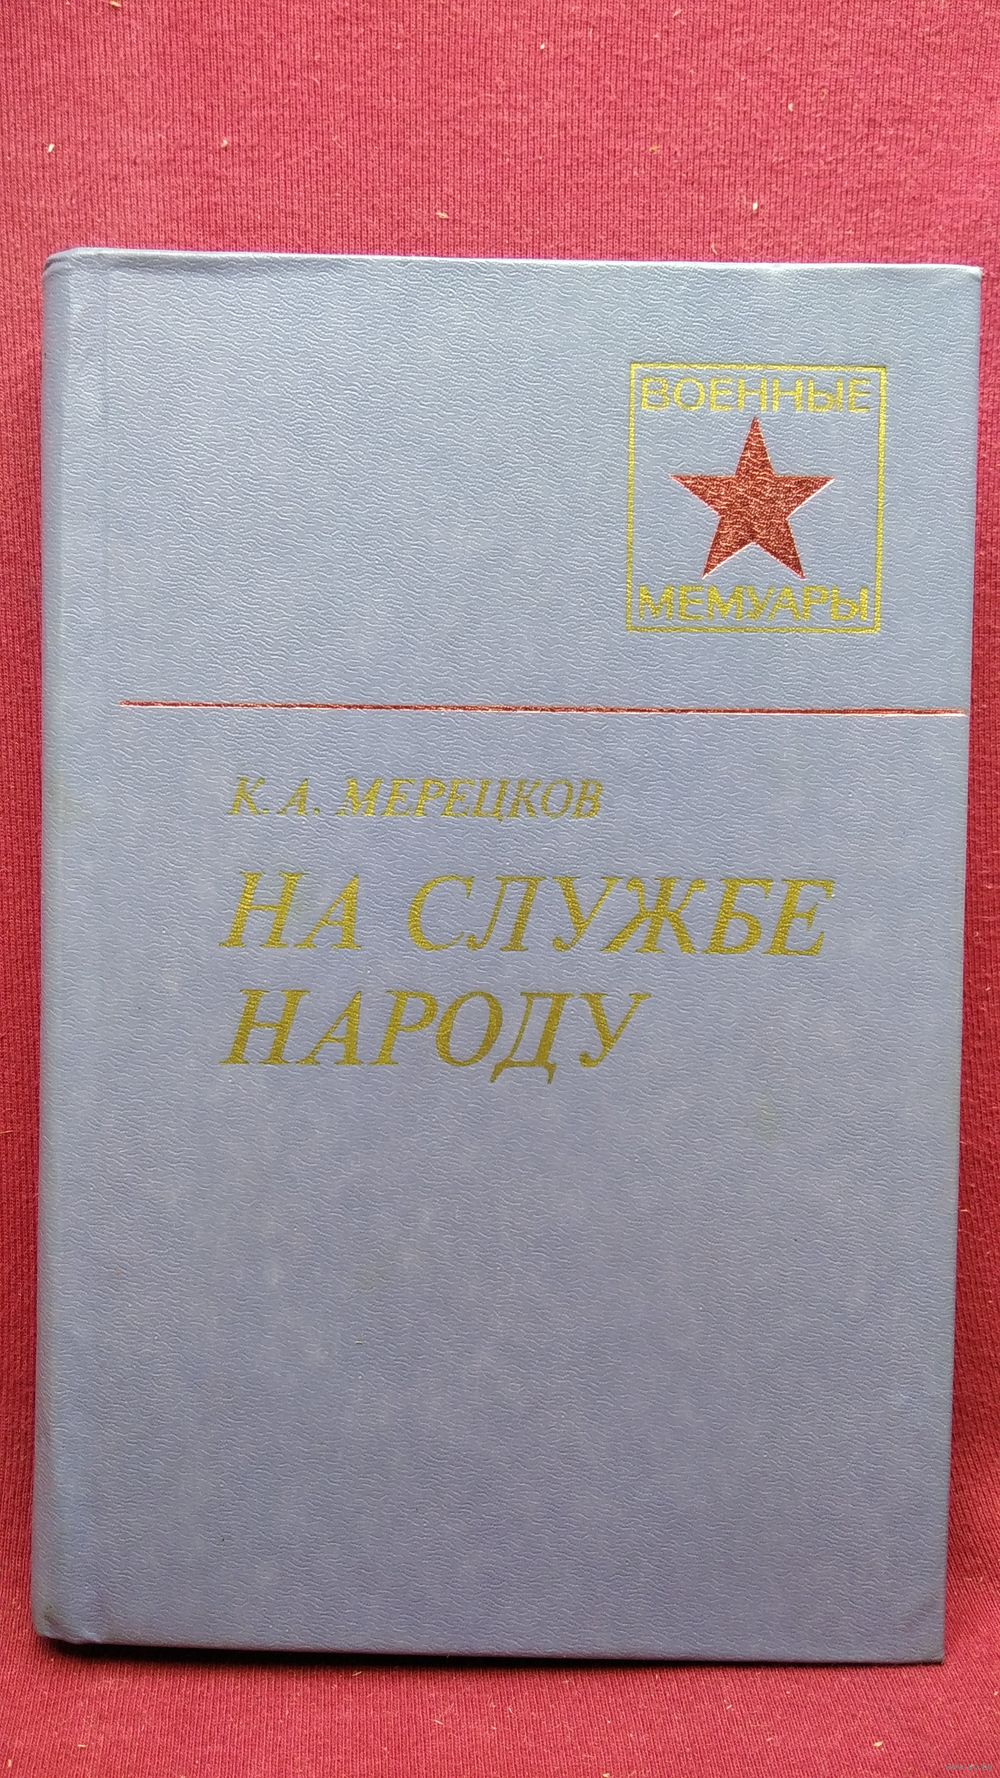 ВОЕННЫЕ
МЕМУАРЫ
К. А. МЕРЕЦКОВ
НА СЛУЖБЕ
НАРОДУ